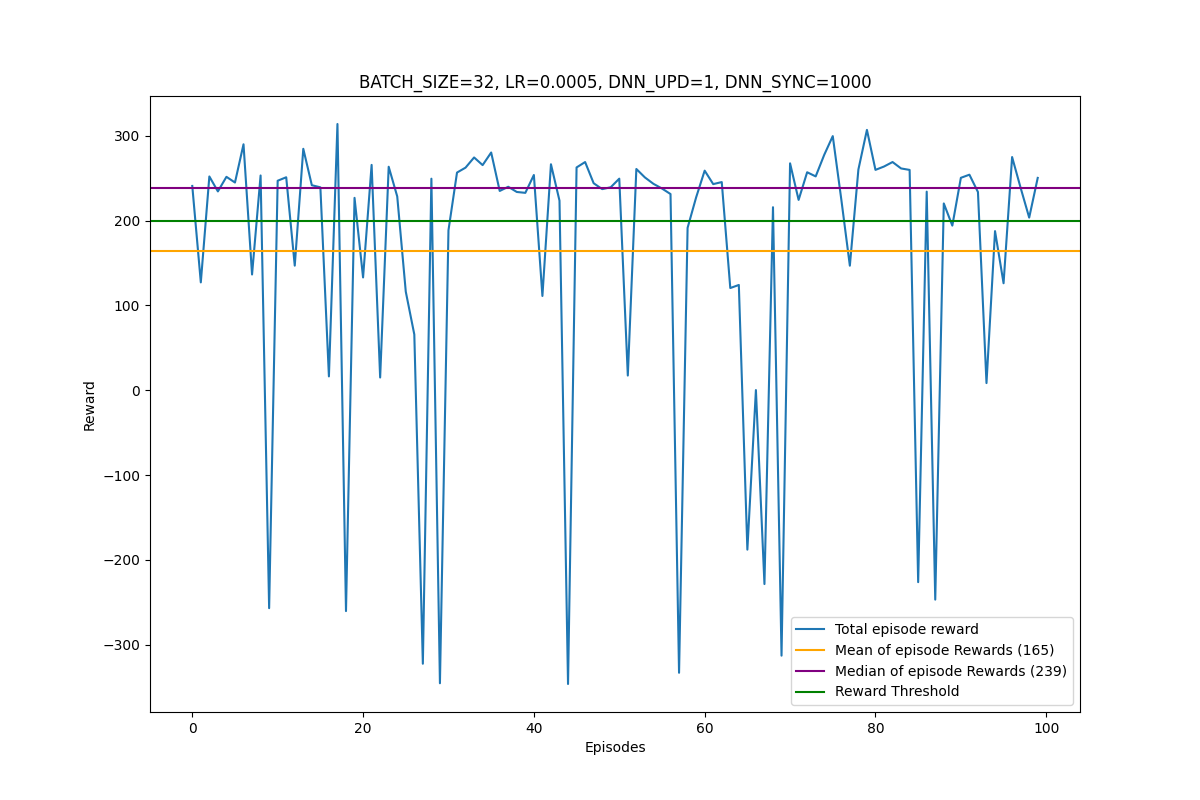 BATCH_SIZE=32, LR=0.0005, DNN_UPD=1, DNN_SYNC=1000
300
200
100
0
−100
−200
−300
Reward
Total episode reward
Mean of episode Rewards (165)
Median of episode Rewards (239)
Reward Threshold
0 20 40 60 80 100
Episodes